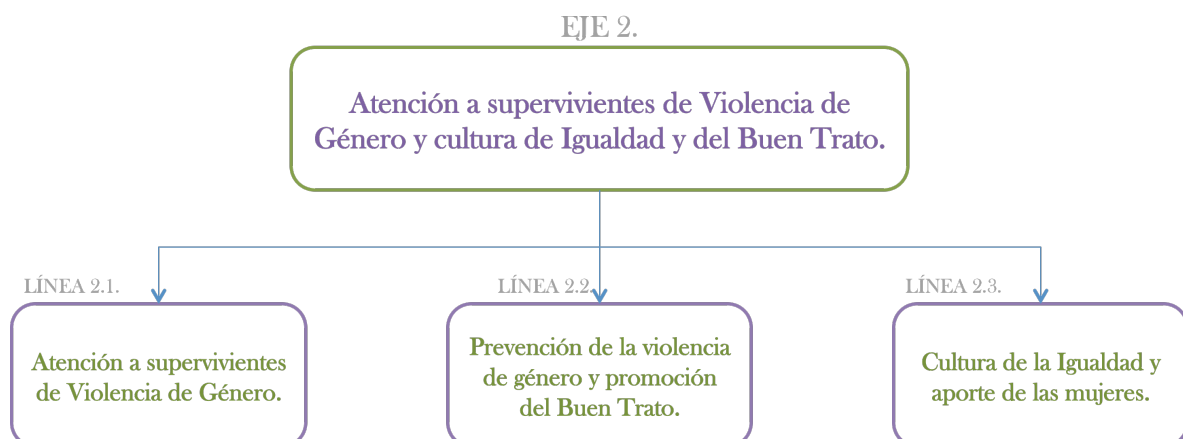 EJE 2.
Atención a supervivientes de Violencia de
Género y cultura de Igualdad y del Buen Trato.
LÍNEA 2.1.
Atención a supervivientes
de Violencia de Género.
LÍNEA 2.2.
Prevención de la violencia
de género y promoción
del Buen Trato.
LÍNEA 2.3.
Cultura de la Igualdad y
aporte de las mujeres.